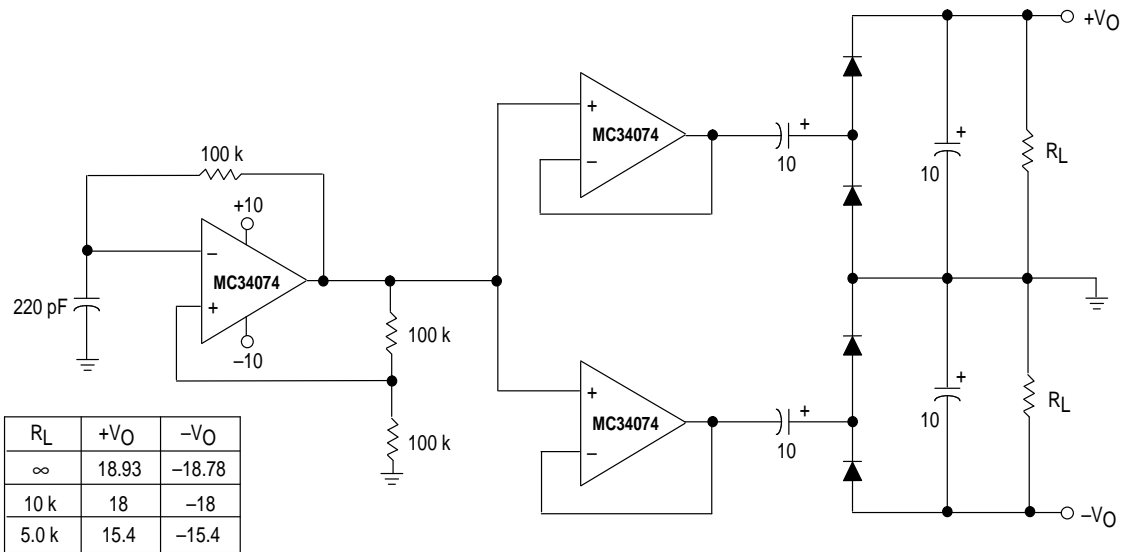 +VO
+
MC34074
–
+
10
+
10
RL
100 k
+10
–
MC34074
+
–10
220 pF
100 k
100 k
+
MC34074
–
+
10
+
10
RL
–VO
RL +VO –VO
∞ 18.93 –18.78
10 k 18 –18
5.0 k 15.4 –15.4